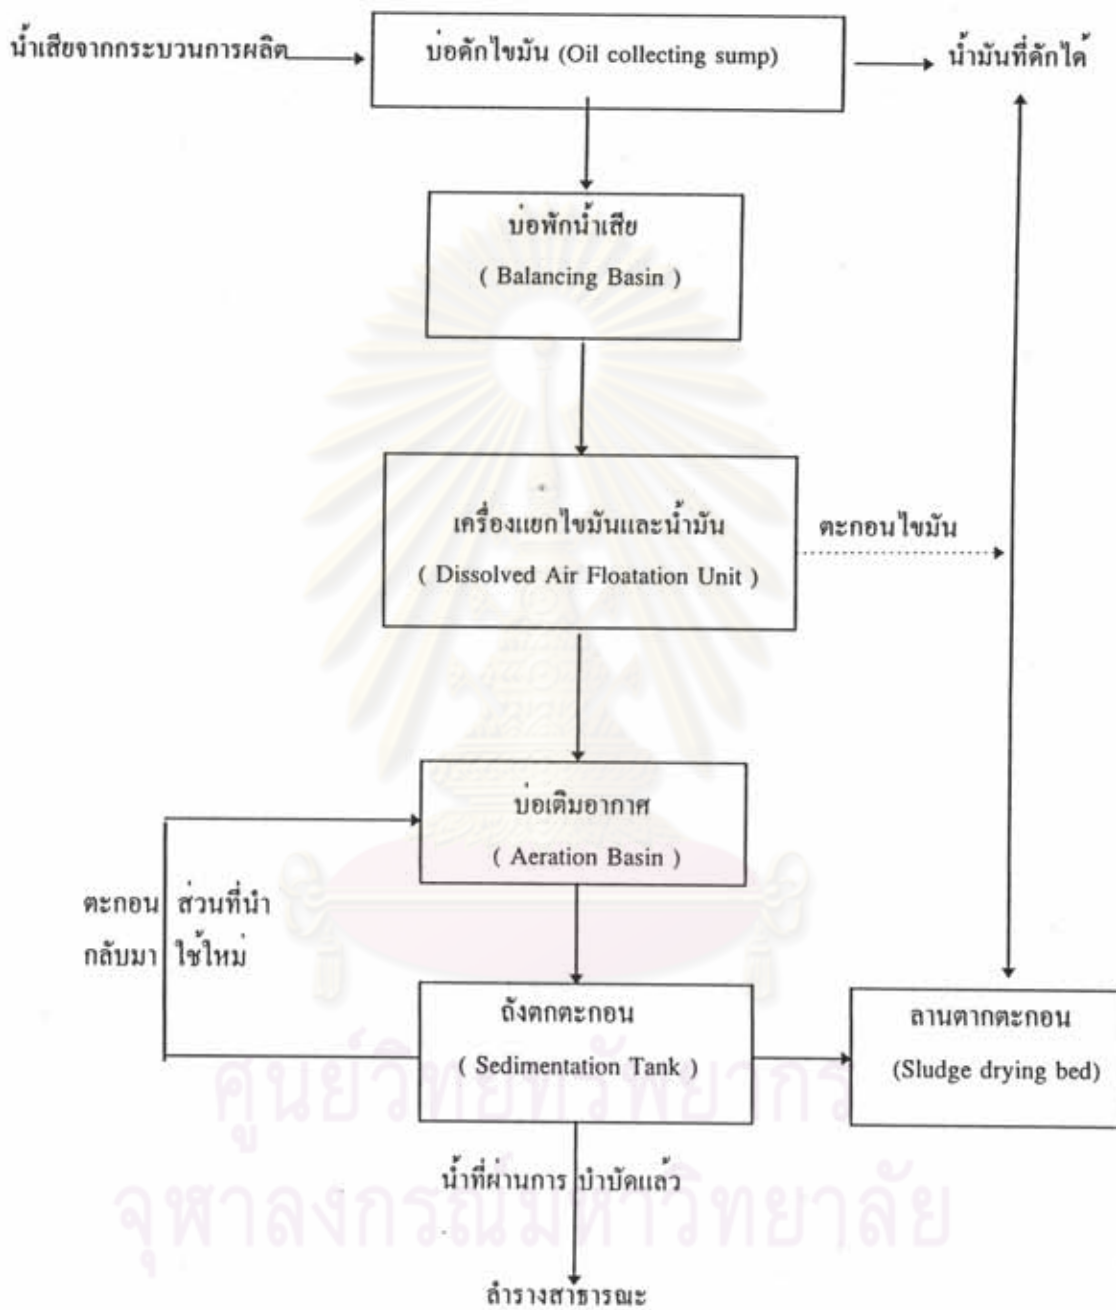 น้ำเสียจากกระบวนการผลิต
บ่อดักไขมัน (Oil collecting sump)
น้ำมันที่ดักได้
บ่อพักน้ำเสีย
( Balancing Basin )
เครื่องแยกไขมันและน้ำมัน
( Dissolved Air Floatation Unit )
ตะกอนไขมัน
บ่อเติมอากาศ
( Aeration Basin )
ตะกอน ส่วนที่นำ
กลับมา ใช้ใหม่
ถังตกตะกอน
( Sedimentation Tank )
ลานตากตะกอน
(Sludge drying bed)
น้ำที่ผ่านการ บำบัดแล้ว
ลำรางสาธารณะ
ศูนย์วิทยทรัพยากร
จุฬาลงกรณ์มหาวิทยาลัย